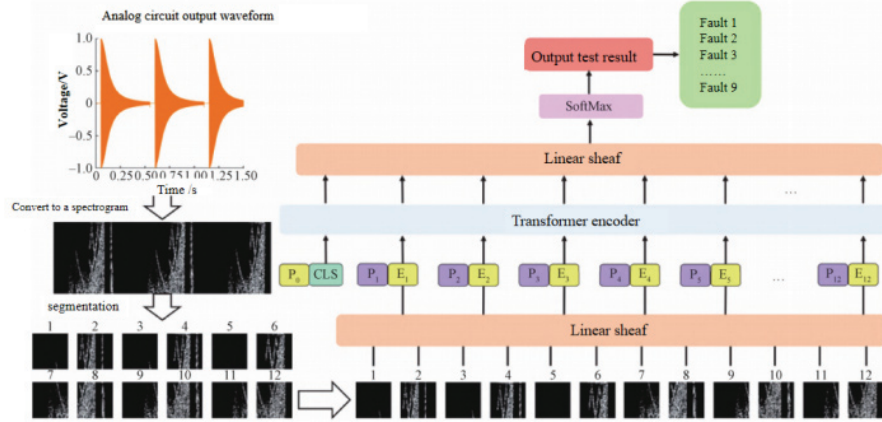 Analog circuit output waveform
Voltage/V
1.0
0.5
0
−0.5
−1.0
0 0.25 0.50 0.75 1.00 1.25 1.50
Time /s
Convert to a spectrogram
segmentation
1 2 3 4 5 6
7 8 9 10 11 12
Fault 1
Fault 2
Fault 3
......
Fault 9
Output test result
SoftMax
Linear sheaf
...
Transformer encoder
P0 CLS P1 E1 P2 E2 P3 E3 P4 E4 P5 E5 ... P12 E12
Linear sheaf
1 2 3 4 5 6 7 8 9 10 11 12